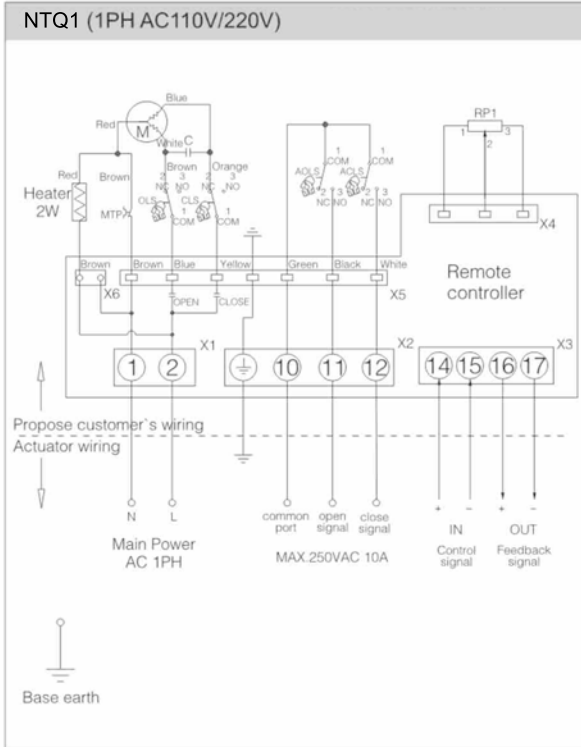 NTQ1 (1PH AC110V/220V)
Blue
Red
M
White C
RP1
1 3
2
Red
Brown
Brown Orange
2 3 2 3
NC NO NC NO
1 1
COM COM
AOLS ACLS
2 3 2 3
NC NO NC NO
Heater
2W
MTP
OLS CLS
1 1
COM COM
X4
Brown Brown Blue Yellow Green Black White
X6 X5
OPEN CLOSE
Remote
controller
X1 X2 X3
1 2 10 11 12 14 15 16 17
Propose customer`s wiring
Actuator wiring
N L
common open close
port signal signal
+ − + −
IN OUT
Main Power
AC 1PH
MAX.250VAC 10A
Control Feedback
signal signal
Base earth